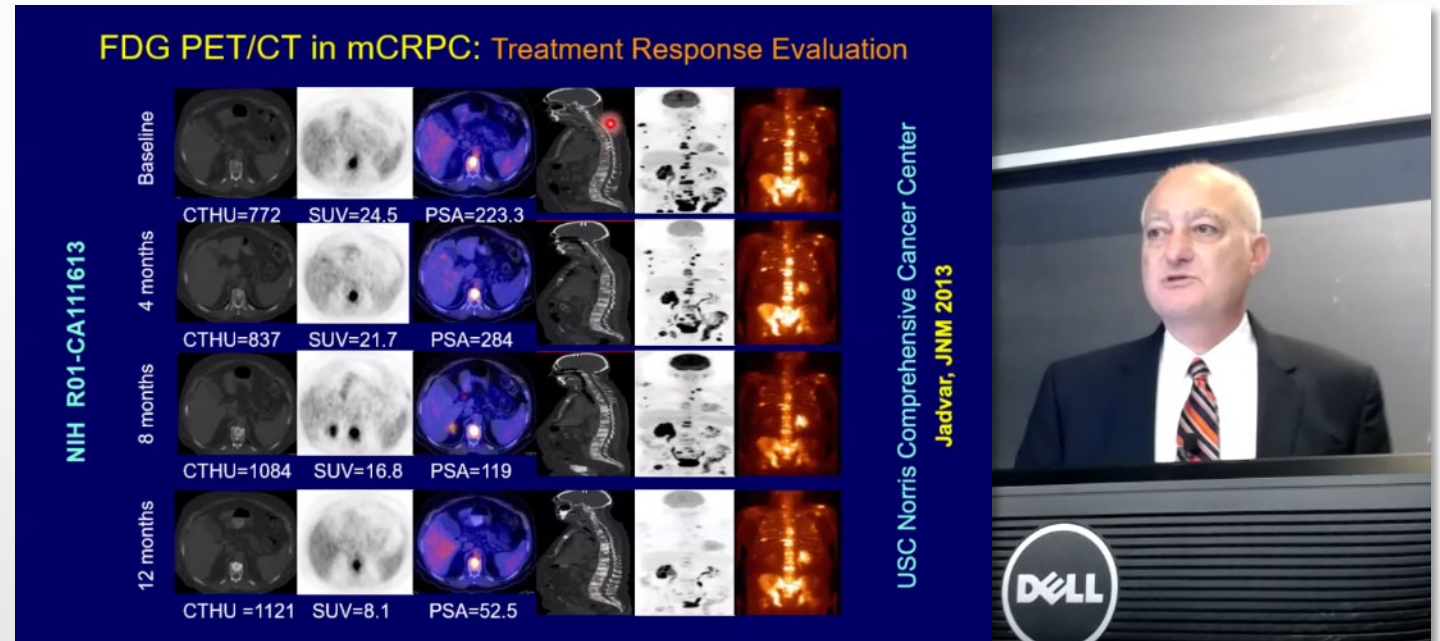 FDG PET/CT in mCRPC: Treatment Response Evaluation
NIH R01-CA111613
Baseline
CTHU=772 SUV=24.5 PSA=223.3
4 months
CTHU=837 SUV=21.7 PSA=284
8 months
CTHU=1084 SUV=16.8 PSA=119
12 months
CTHU =1121 SUV=8.1 PSA=52.5
USC Norris Comprehensive Cancer Center
Jadvar, JNM 2013
DELL